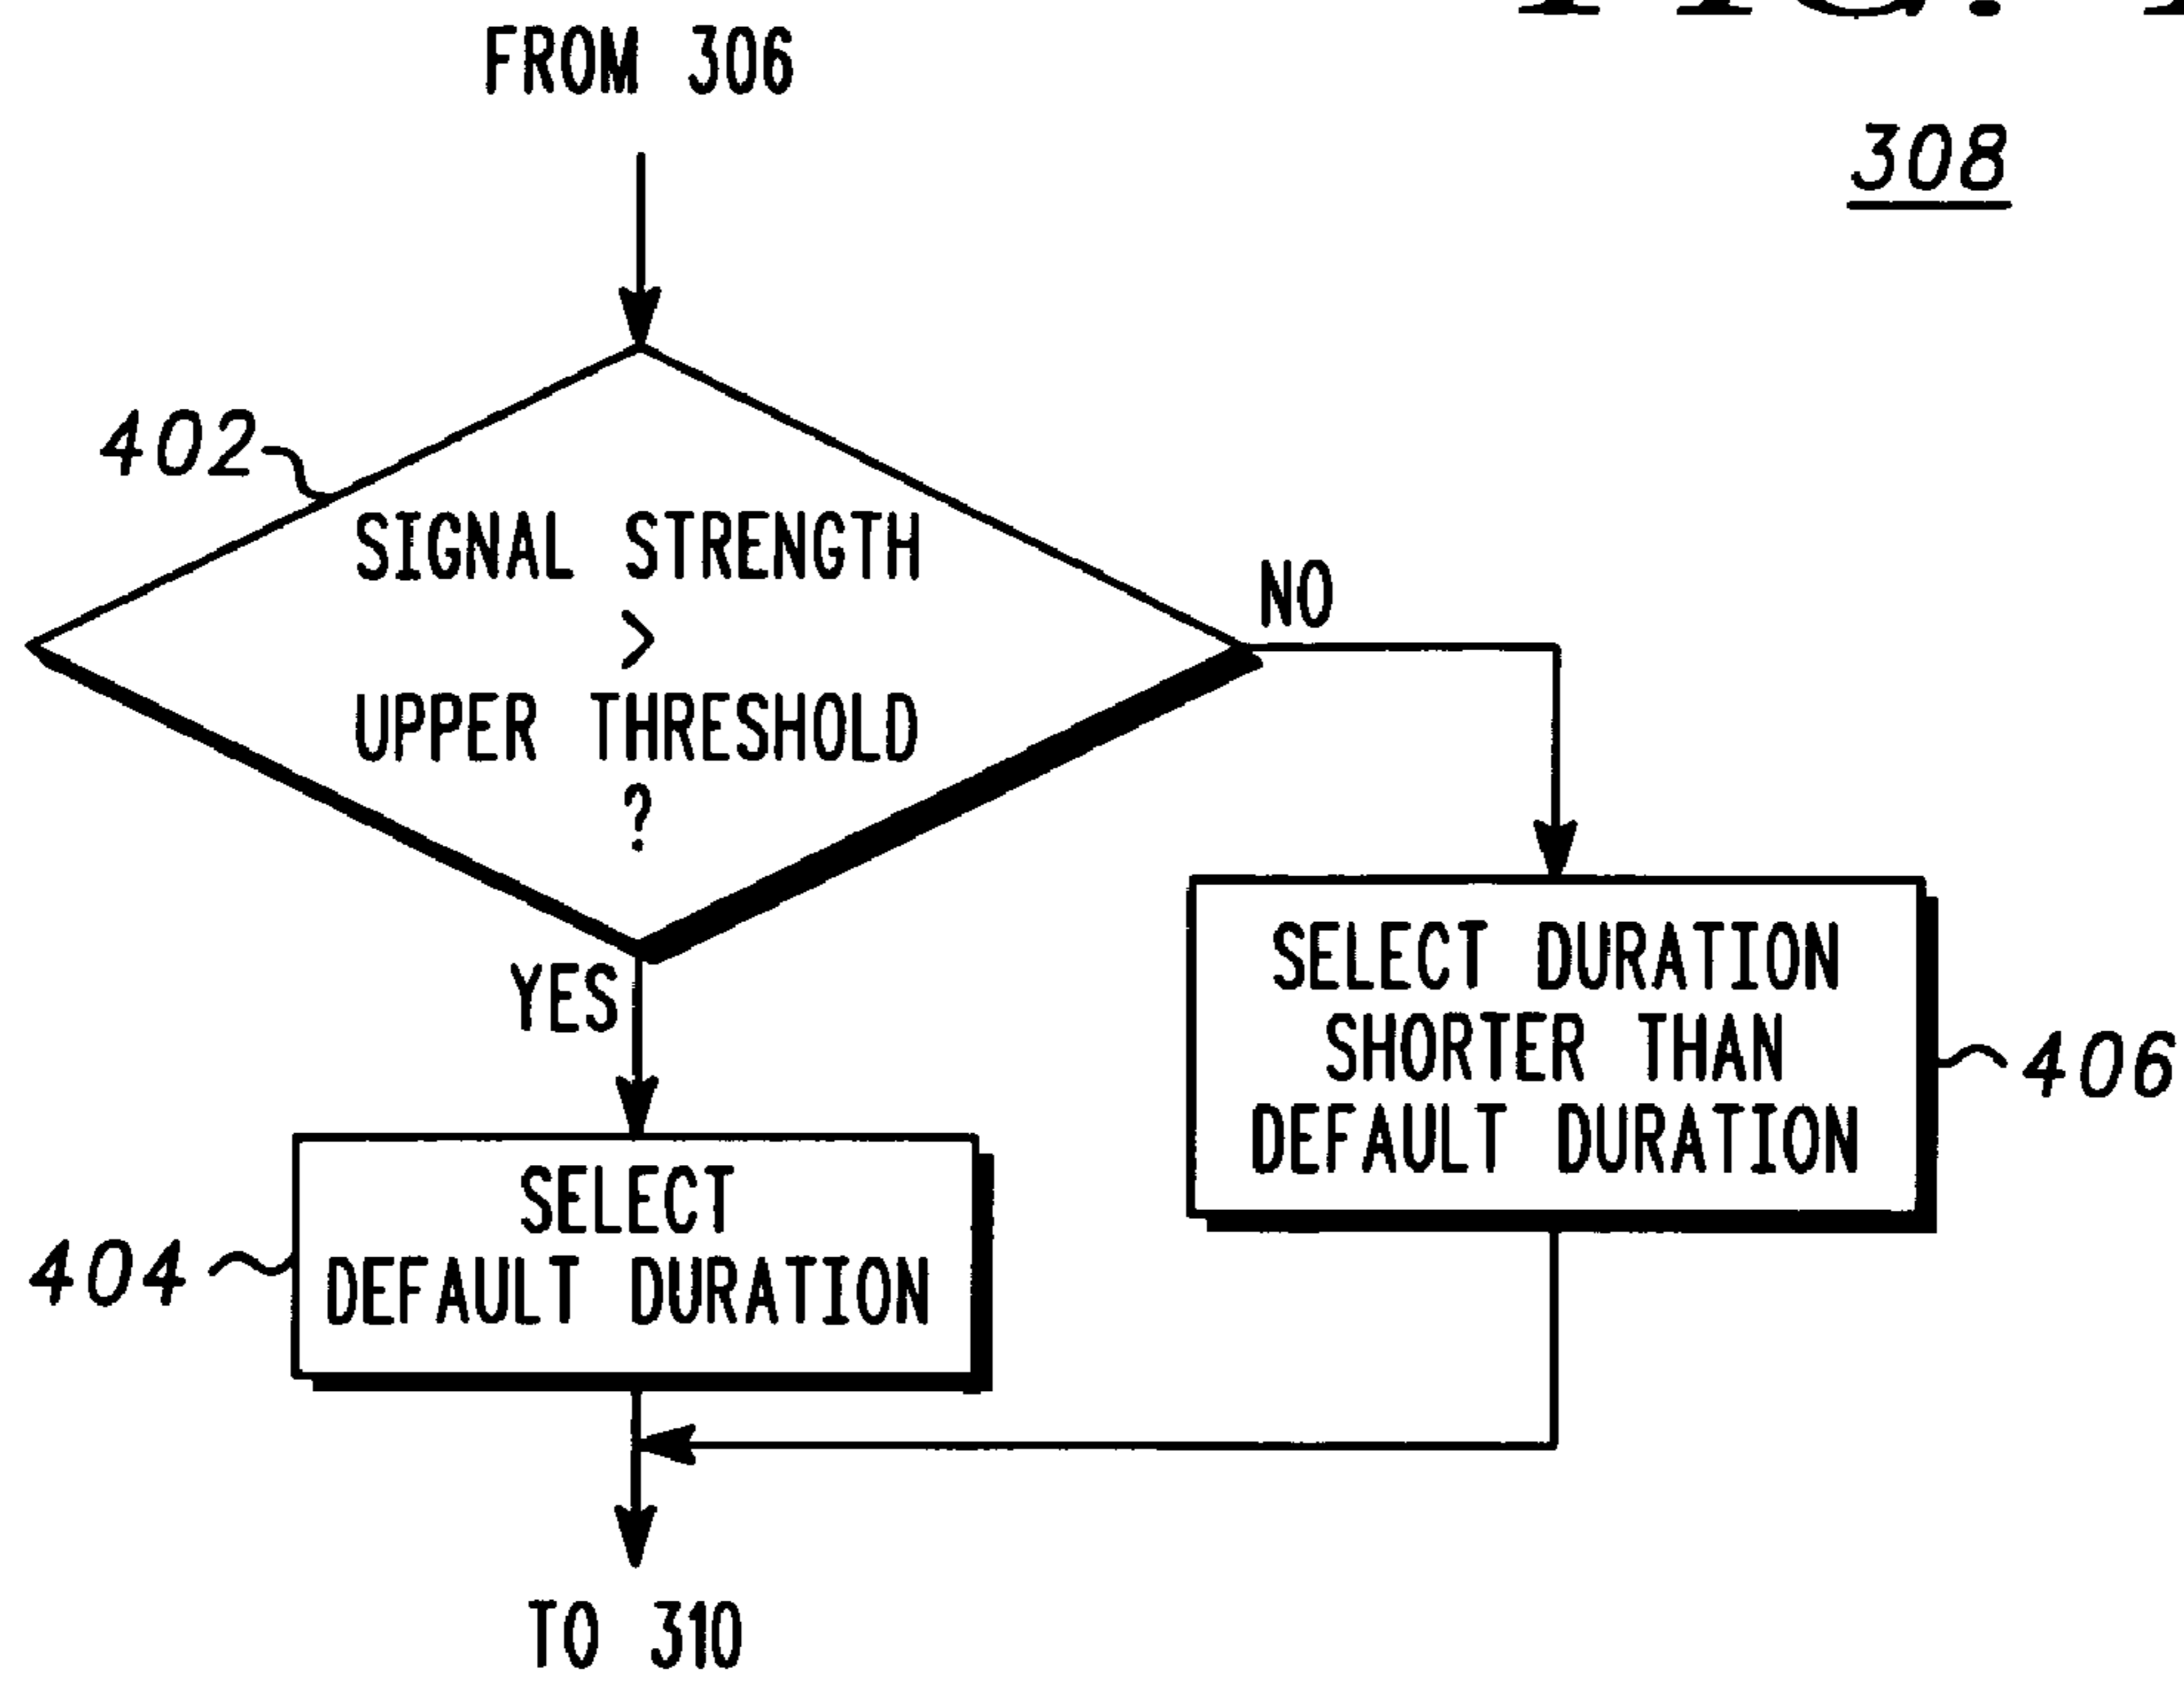 FROM 306
308
402
SIGNAL STRENGTH
>
UPPER THRESHOLD
?
NO
YES
SELECT DURATION
SHORTER THAN
DEFAULT DURATION
406
SELECT
DEFAULT DURATION
404
TO 310